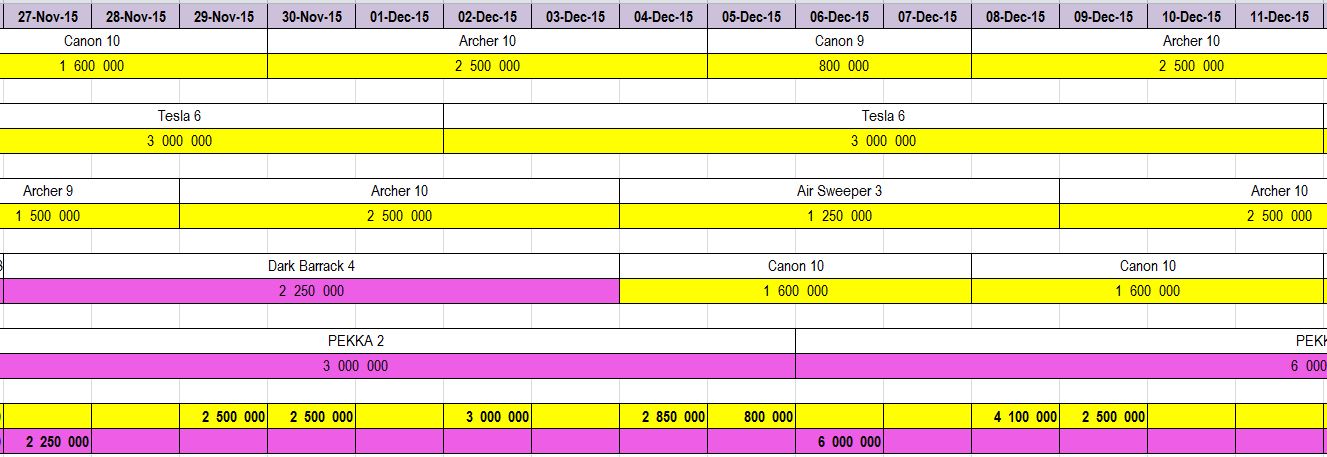 27-Nov-15 28-Nov-15 29-Nov-15 30-Nov-15 01-Dec-15 02-Dec-15 03-Dec-15 04-Dec-15 05-Dec-15 06-Dec-15 07-Dec-15 08-Dec-15 09-Dec-15 10-Dec-15 11-Dec-15
Canon 10 Archer 10 Canon 9 Archer 10
1 600 000 2 500 000 800 000 2 500 000
Tesla 6 Tesla 6
3 000 000 3 000 000
Archer 9 Archer 10 Air Sweeper 3 Archer 10
1 500 000 2 500 000 1 250 000 2 500 000
Dark Barrack 4 Canon 10 Canon 10
2 250 000 1 600 000 1 600 000
PEKKA 2
3 000 000 6 000
2 500 000 2 500 000 3 000 000 2 850 000 800 000 4 100 000 2 500 000
2 250 000 6 000 000